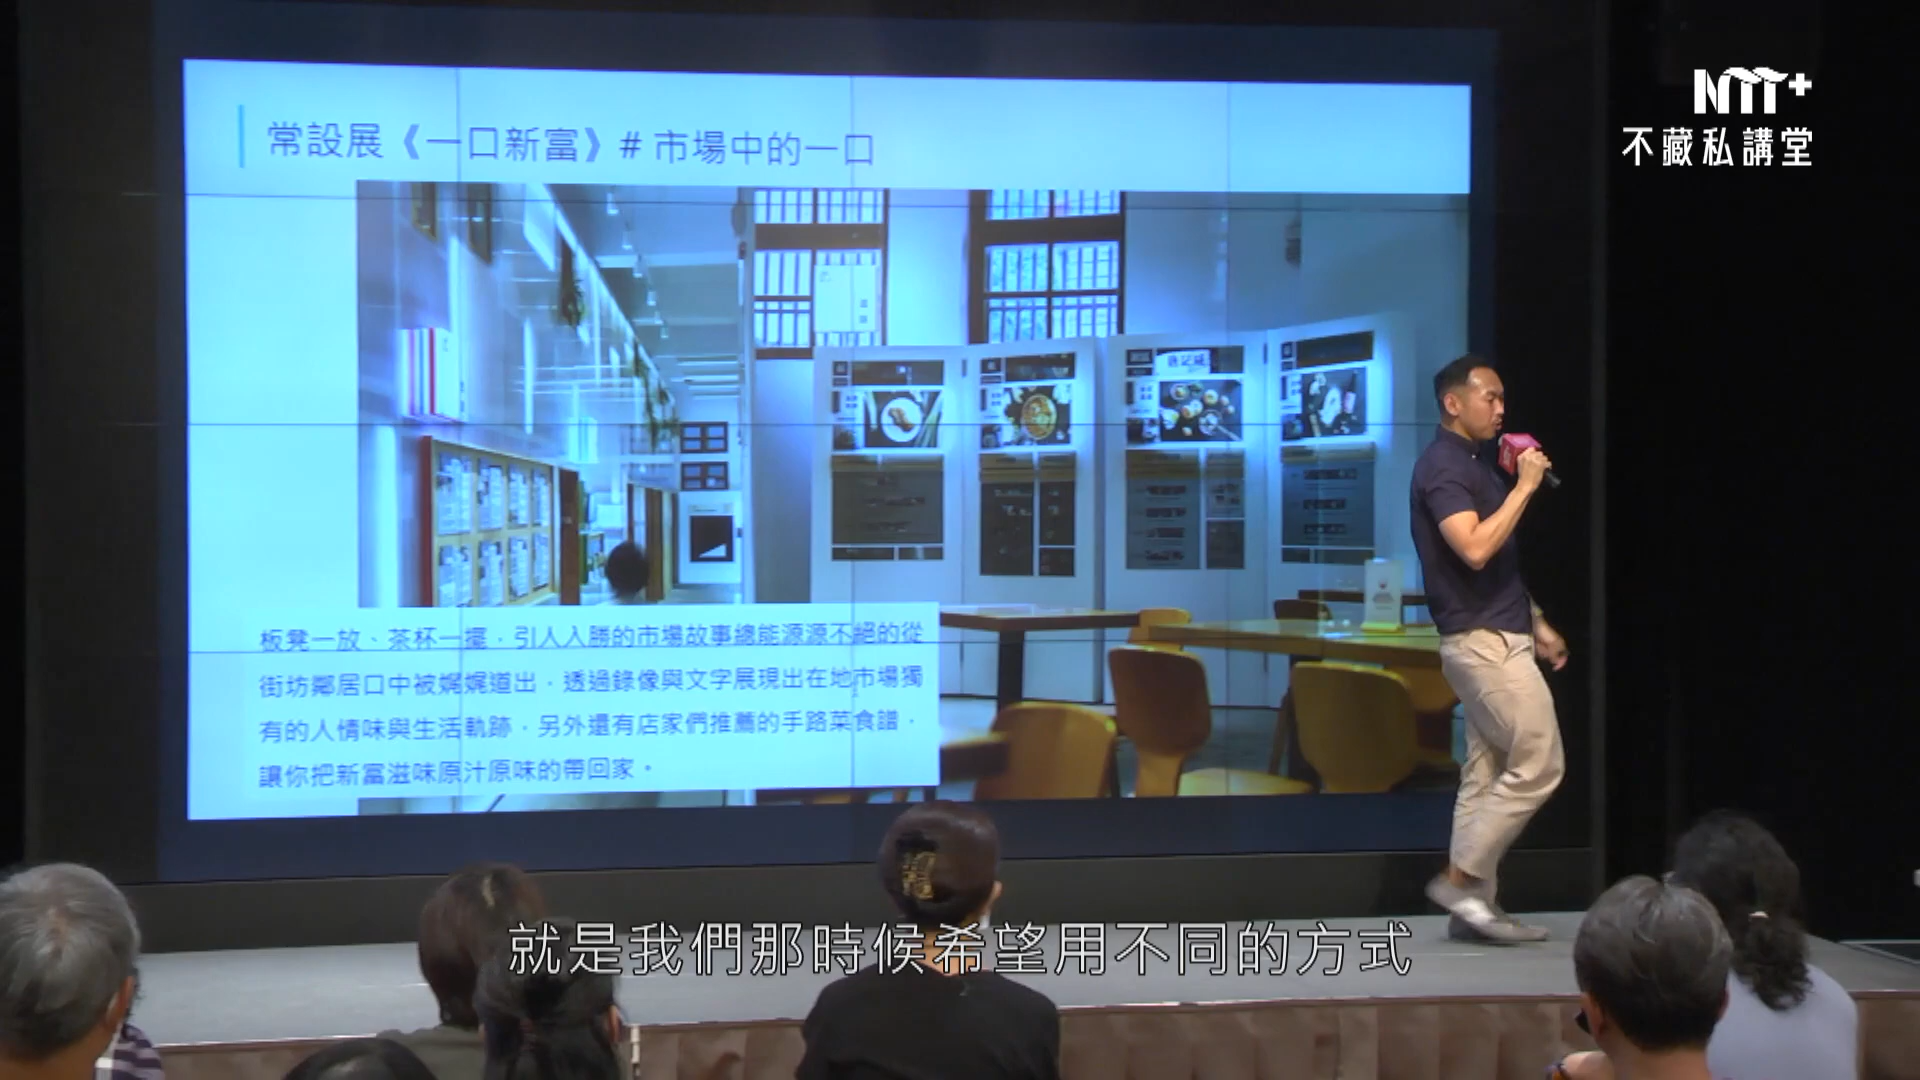 NTT+
不藏私講堂
常設展《一口新富》# 市場中的一口
板凳一放、茶杯一擺，引人入勝的市場故事總能源源不絕的從
街坊鄰居口中被娓娓道出，透過錄像與文字展現出在地市場獨
有的人情味與生活軌跡，另外還有店家們推薦的手路菜食譜，
讓你把新富滋味原汁原味的帶回家。
就是我們那時候希望用不同的方式